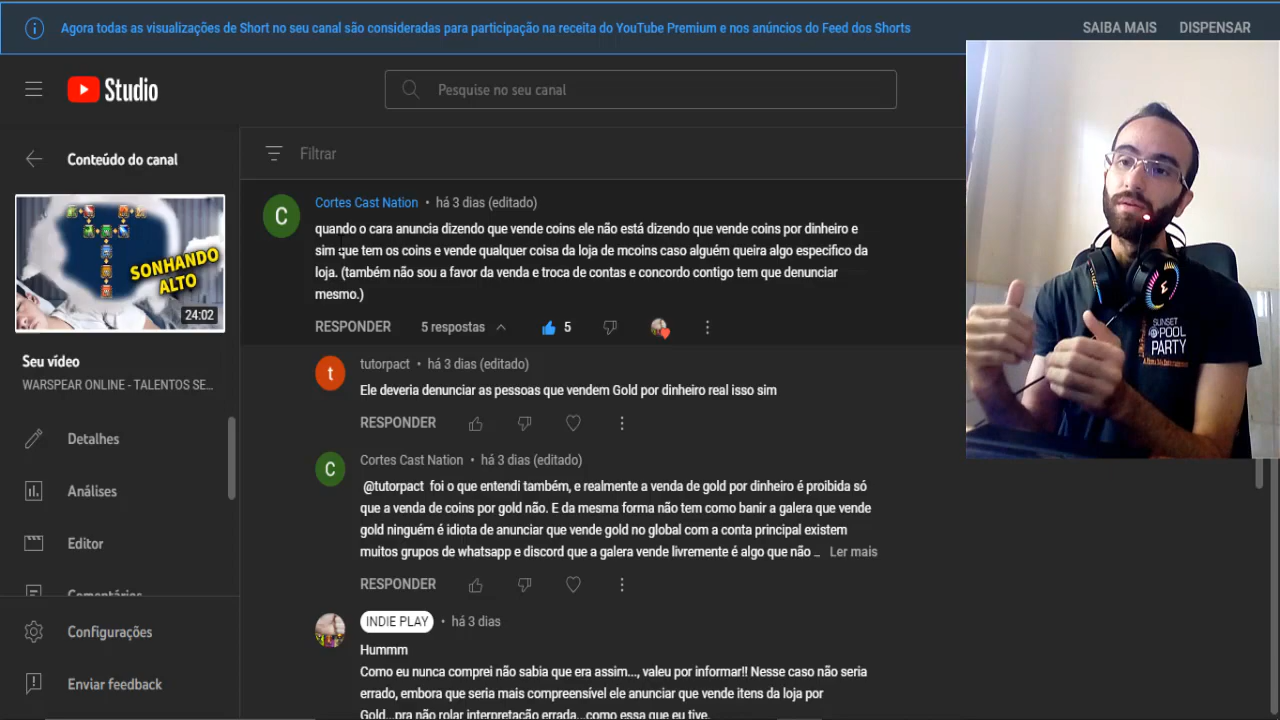 Agora todas as visualizações de Short no seu canal são consideradas para participação na receita do YouTube Premium e nos anúncios do Feed dos Shorts
SAIBA MAIS
DISPENSAR
Studio
Pesquise no seu canal
Conteúdo do canal
SONHANDO
ALTO
24:02
Seu vídeo
WARSPEAR ONLINE - TALENTOS SE...
Detalhes
Análises
Editor
Comentários
Configurações
Enviar feedback
Filtrar
C
Cortes Cast Nation • há 3 dias (editado)
quando o cara anuncia dizendo que vende coins ele não está dizendo que vende coins por dinheiro e
sim que tem os coins e vende qualquer coisa da loja de mcoins caso alguém queira algo especifico da
loja. (também não sou a favor da venda e troca de contas e concordo contigo tem que denunciar
mesmo.)
RESPONDER 5 respostas 5
t
tutorpact • há 3 dias (editado)
Ele deveria denunciar as pessoas que vendem Gold por dinheiro real isso sim
RESPONDER
C
Cortes Cast Nation • há 3 dias (editado)
@tutorpact foi o que entendi também, e realmente a venda de gold por dinheiro é proibida só
que a venda de coins por gold não. E da mesma forma não tem como banir a galera que vende
gold ninguém é idiota de anunciar que vende gold no global com a conta principal existem
muitos grupos de whatsapp e discord que a galera vende livremente é algo que não ... Ler mais
RESPONDER
INDIE PLAY • há 3 dias
Hummm
Como eu nunca comprei não sabia que era assim..., valeu por informar!! Nesse caso não seria
errado, embora que seria mais compreensível ele anunciar que vende itens da loja por
Gold...pra não rolar interpretação errada...como essa que eu tive.
SUNSET
POOL
PARTY